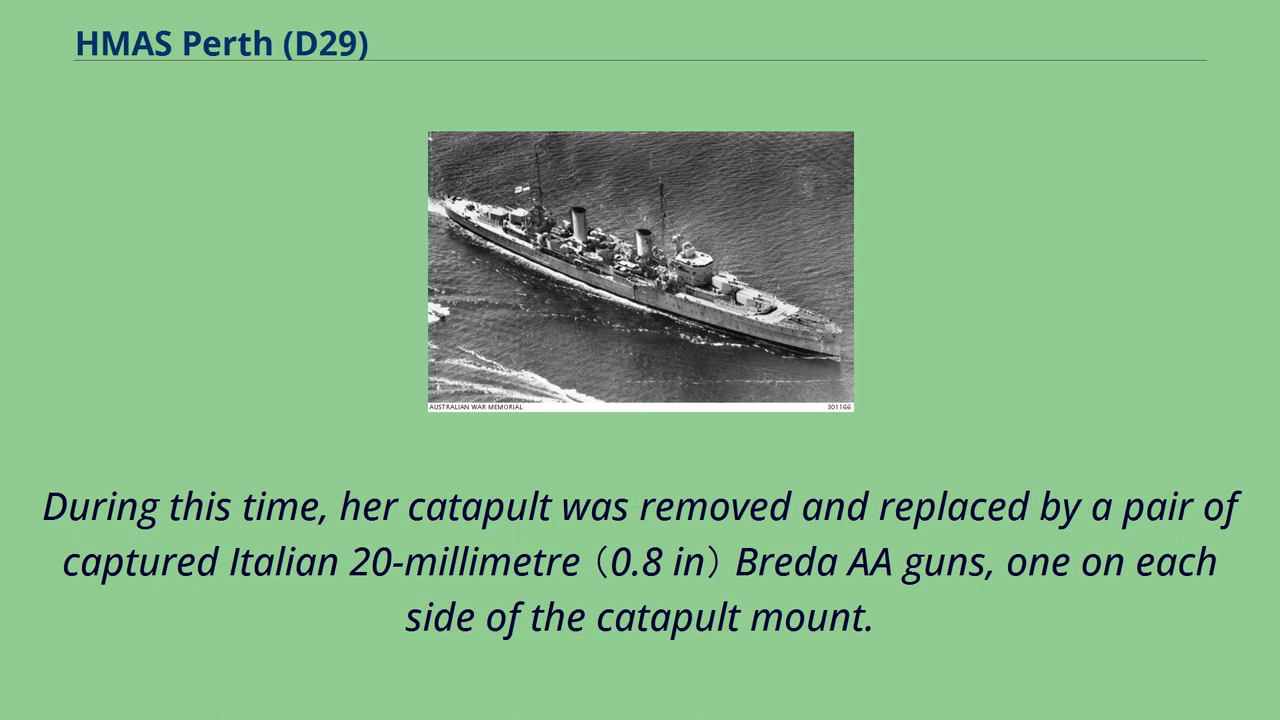 HMAS Perth (D29)
AUSTRALIAN WAR MEMORIAL 301166
During this time, her catapult was removed and replaced by a pair of
captured Italian 20-millimetre（0.8 in）Breda AA guns, one on each
side of the catapult mount.